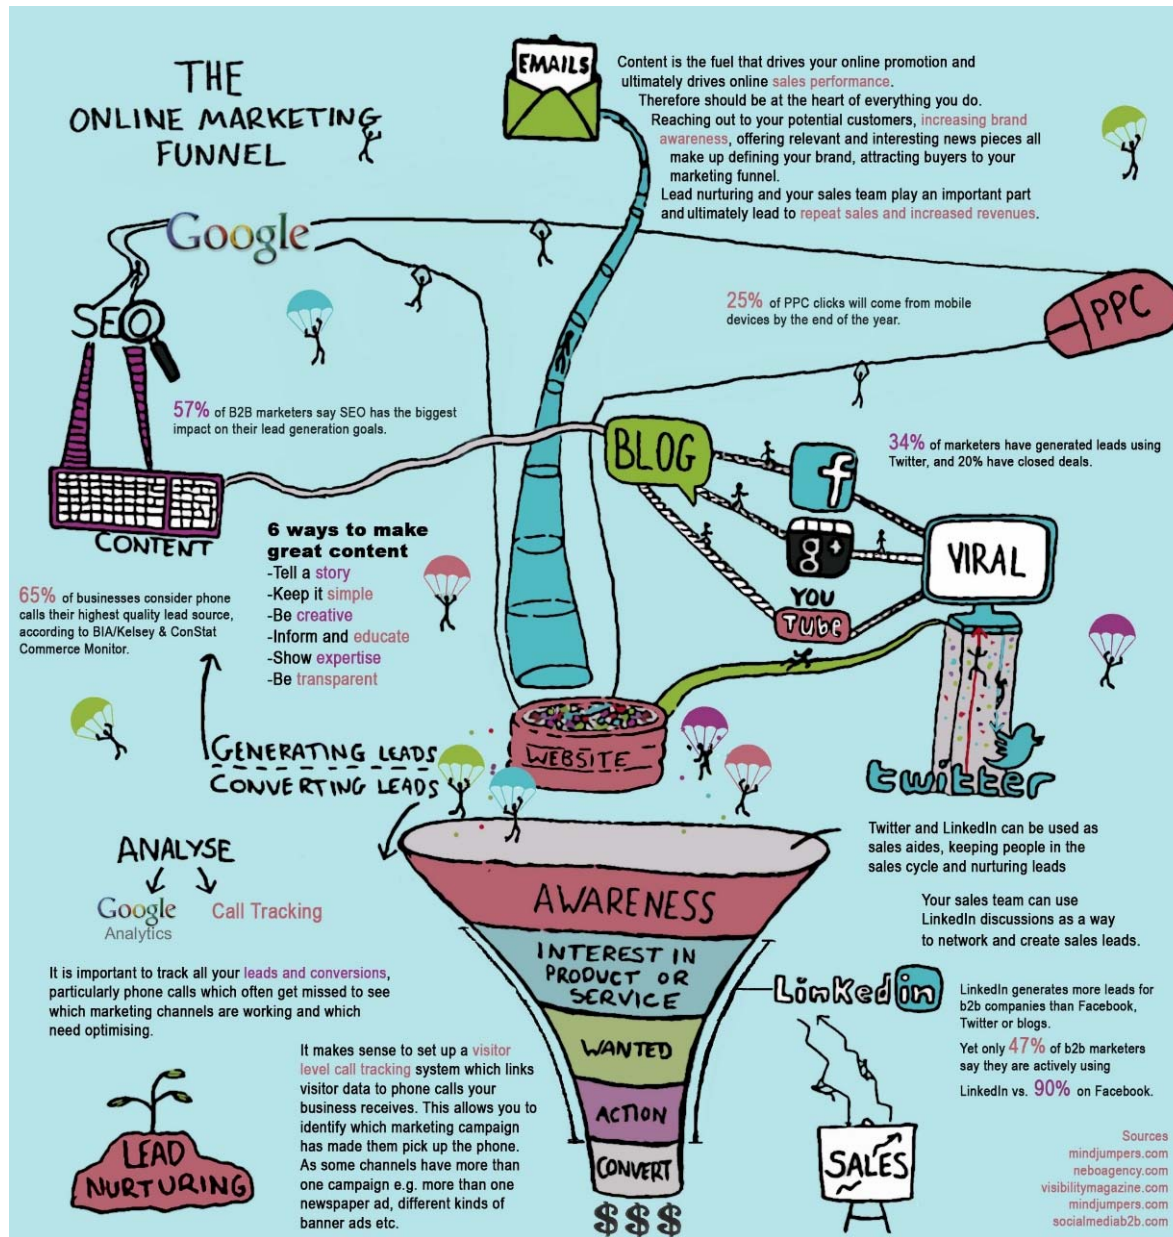 THE
ONLINE MARKETING
FUNNEL
EMAILS
Content is the fuel that drives your online promotion and
ultimately drives online sales performance.
Therefore should be at the heart of everything you do.
Reaching out to your potential customers, increasing brand
awareness, offering relevant and interesting news pieces all
make up defining your brand, attracting buyers to your
marketing funnel.
Lead nurturing and your sales team play an important part
and ultimately lead to repeat sales and increased revenues.
Google
SEO
25% of PPC clicks will come from mobile
devices by the end of the year.
PPC
57% of B2B marketers say SEO has the biggest
impact on their lead generation goals.
BLOG
f
34% of marketers have generated leads using
Twitter, and 20% have closed deals.
CONTENT
6 ways to make
great content
-Tell a story
-Keep it simple
-Be creative
-Inform and educate
-Show expertise
-Be transparent
g+
VIRAL
YOU
Tube
65% of businesses consider phone
calls their highest quality lead source,
according to BIA/Kelsey & ConStat
Commerce Monitor.
GENERATING LEADS
CONVERTING LEADS
WEBSITE
twitter
ANALYSE
Google
Analytics
Call Tracking
It is important to track all your leads and conversions,
particularly phone calls which often get missed to see
which marketing channels are working and which
need optimising.
AWARENESS
INTEREST IN
PRODUCT OR
SERVICE
WANTED
ACTION
CONVERT
$$$
Twitter and LinkedIn can be used as
sales aides, keeping people in the
sales cycle and nurturing leads
Your sales team can use
LinkedIn discussions as a way
to network and create sales leads.
Linkedin
LinkedIn generates more leads for
b2b companies than Facebook,
Twitter or blogs.
Yet only 47% of b2b marketers
say they are actively using
LinkedIn vs. 90% on Facebook.
LEAD
NURTURING
It makes sense to set up a visitor
level call tracking system which links
visitor data to phone calls your
business receives. This allows you to
identify which marketing campaign
has made them pick up the phone.
As some channels have more than
one campaign e.g. more than one
newspaper ad, different kinds of
banner ads etc.
SALES
Sources
mindjumpers.com
neboagency.com
visibilitymagazine.com
mindjumpers.com
socialmediab2b.com